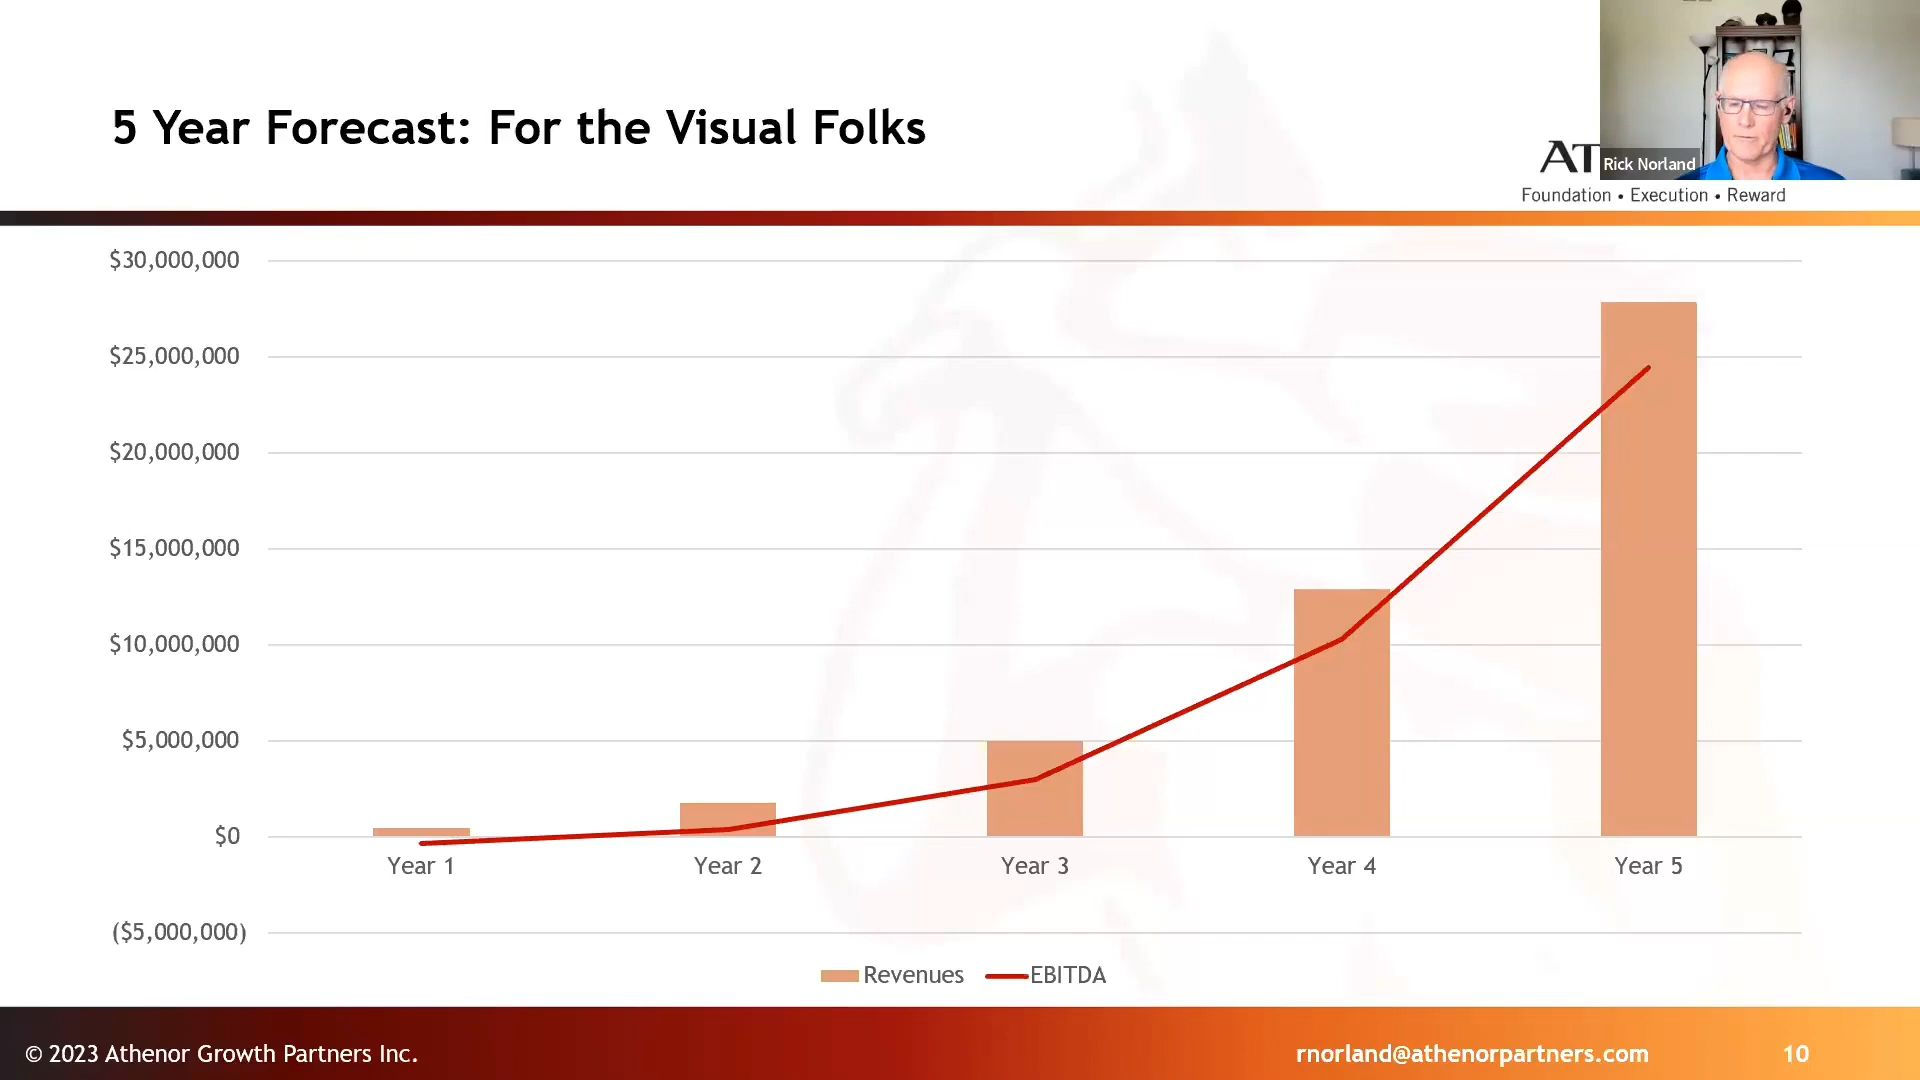 5 Year Forecast: For the Visual Folks
AT
Rick Norland
Foundation • Execution • Reward
$30,000,000
$25,000,000
$20,000,000
$15,000,000
$10,000,000
$5,000,000
$0
($5,000,000)
Year 1 Year 2 Year 3 Year 4 Year 5
Revenues EBITDA
© 2023 Athenor Growth Partners Inc. rnorland@athenorpartners.com 10